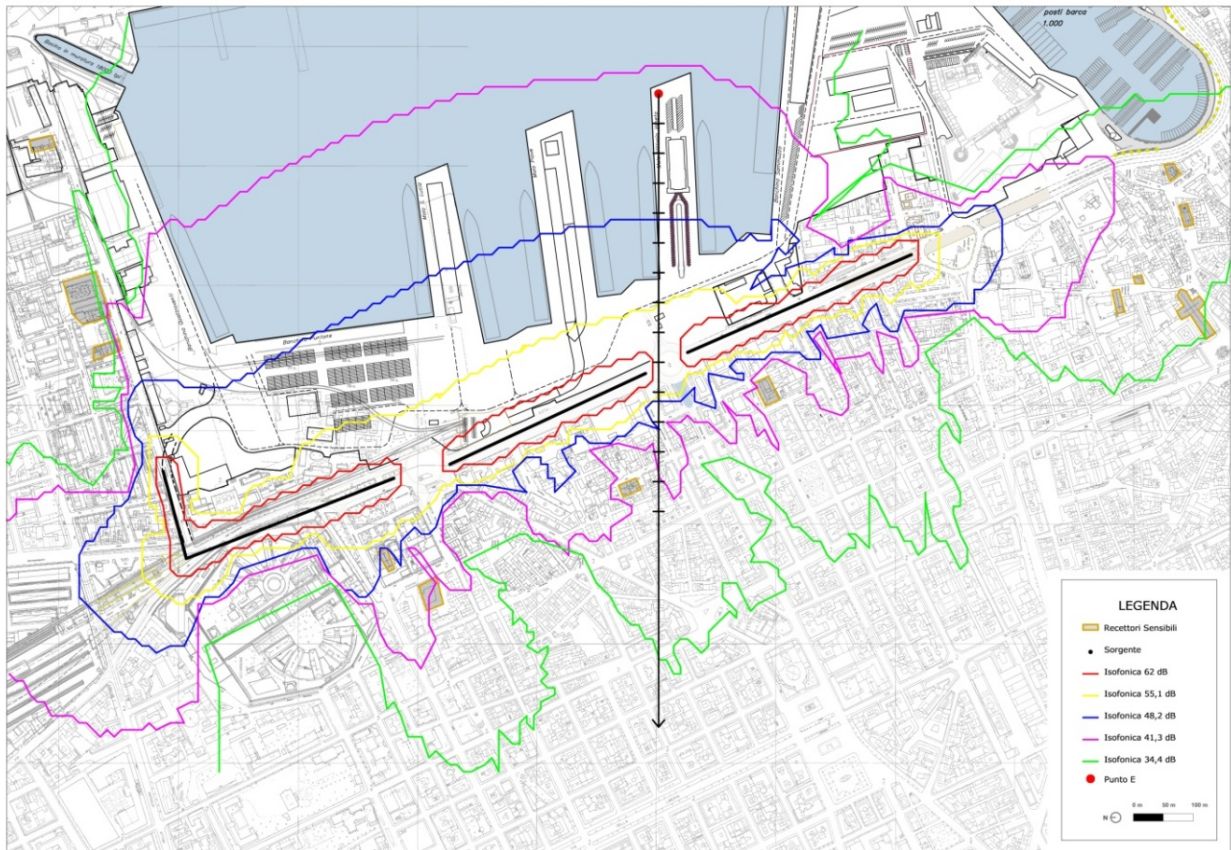 posti barca
1.000
LEGENDA
Recettori Sensibili
Sorgente
Isofonica 62 dB
Isofonica 55,1 dB
Isofonica 48,2 dB
Isofonica 41,3 dB
Isofonica 34,4 dB
Punto E
0 m 50 m 100 m
N